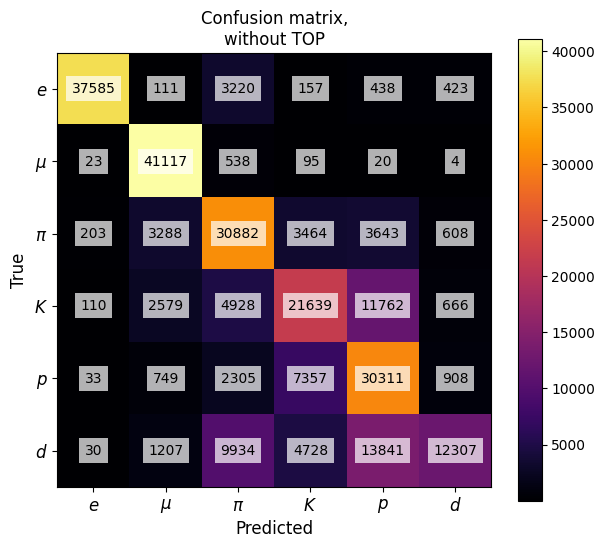 Confusion matrix,
without TOP
e 37585 111 3220 157 438 423
μ 23 41117 538 95 20 4
π 203 3288 30882 3464 3643 608
K 110 2579 4928 21639 11762 666
p 33 749 2305 7357 30311 908
d 30 1207 9934 4728 13841 12307
e μ π K p d
Predicted
True
40000
35000
30000
25000
20000
15000
10000
5000